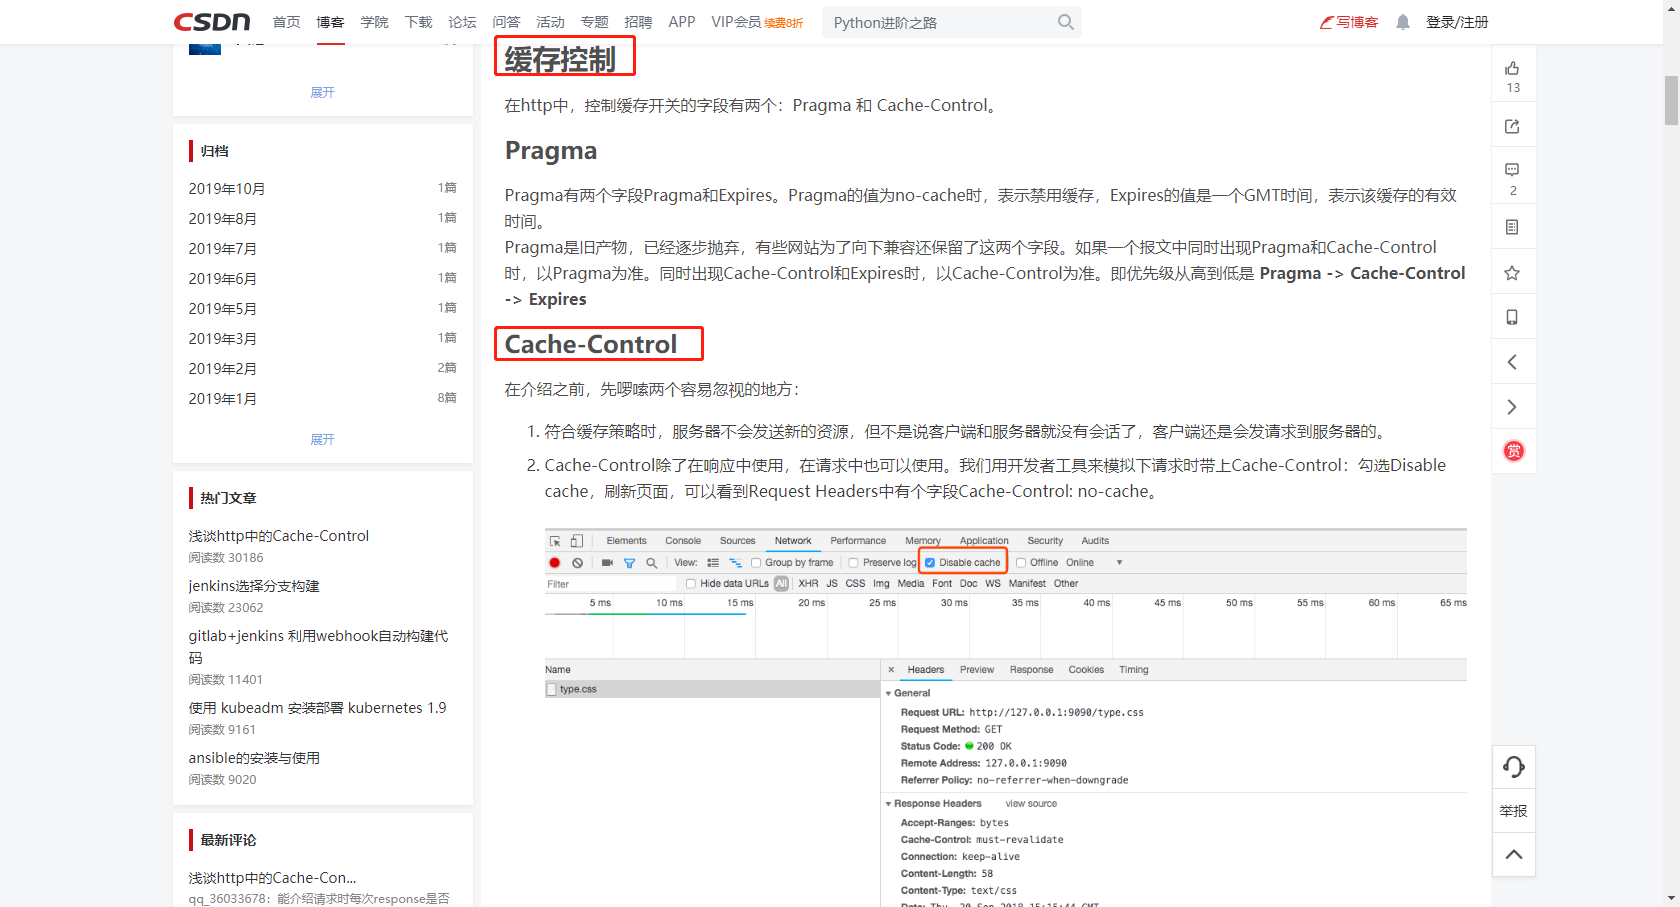 CSDN 首页 博客 学院 下载 论坛 问答 活动 专题 招聘 APP VIP会员 续费8折 Python进阶之路 写博客 登录/注册
展开
归档
2019年10月 1篇
2019年8月 1篇
2019年7月 1篇
2019年6月 1篇
2019年5月 1篇
2019年3月 1篇
2019年2月 2篇
2019年1月 8篇
展开
热门文章
浅谈http中的Cache-Control
阅读数 30186
jenkins选择分支构建
阅读数 23062
gitlab+jenkins 利用webhook自动构建代
码
阅读数 11401
使用 kubeadm 安装部署 kubernetes 1.9
阅读数 9161
ansible的安装与使用
阅读数 9020
最新评论
浅谈http中的Cache-Con...
qq_36033678：能介绍请求时每次response是否
缓存控制
在http中，控制缓存开关的字段有两个：Pragma 和 Cache-Control。
Pragma
Pragma有两个字段Pragma和Expires。Pragma的值为no-cache时，表示禁用缓存，Expires的值是一个GMT时间，表示该缓存的有效
时间。
Pragma是旧产物，已经逐步抛弃，有些网站为了向下兼容还保留了这两个字段。如果一个报文中同时出现Pragma和Cache-Control
时，以Pragma为准。同时出现Cache-Control和Expires时，以Cache-Control为准。即优先级从高到低是 Pragma -> Cache-Control
-> Expires
Cache-Control
在介绍之前，先啰嗦两个容易忽视的地方：
1. 符合缓存策略时，服务器不会发送新的资源，但不是说客户端和服务器就没有会话了，客户端还是会发请求到服务器的。
2. Cache-Control除了在响应中使用，在请求中也可以使用。我们用开发者工具来模拟下请求时带上Cache-Control：勾选Disable
cache，刷新页面，可以看到Request Headers中有个字段Cache-Control: no-cache。
Elements Console Sources Network Performance Memory Application Security Audits
View: Group by frame Preserve log Disable cache Offline Online
Filter Hide data URLs All XHR JS CSS Img Media Font Doc WS Manifest Other
5 ms 10 ms 15 ms 20 ms 25 ms 30 ms 35 ms 40 ms 45 ms 50 ms 55 ms 60 ms 65 ms
Name × Headers Preview Response Cookies Timing
type.css
General
Request URL: http://127.0.0.1:9090/type.css
Request Method: GET
Status Code: 200 OK
Remote Address: 127.0.0.1:9090
Referrer Policy: no-referrer-when-downgrade
Response Headers view source
Accept-Ranges: bytes
Cache-Control: must-revalidate
Connection: keep-alive
Content-Length: 58
Content-Type: text/css
Date: Thu, 20 Sep 2018 15:15:44 GMT
13
2
赏
举报